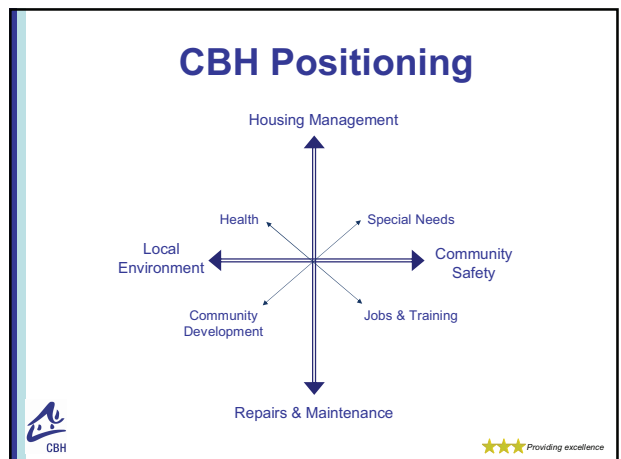 CBH Positioning
Housing Management
Health
Special Needs
Local
Environment
Community
Safety
Community
Development
Jobs & Training
Repairs & Maintenance
CBH
Providing excellence